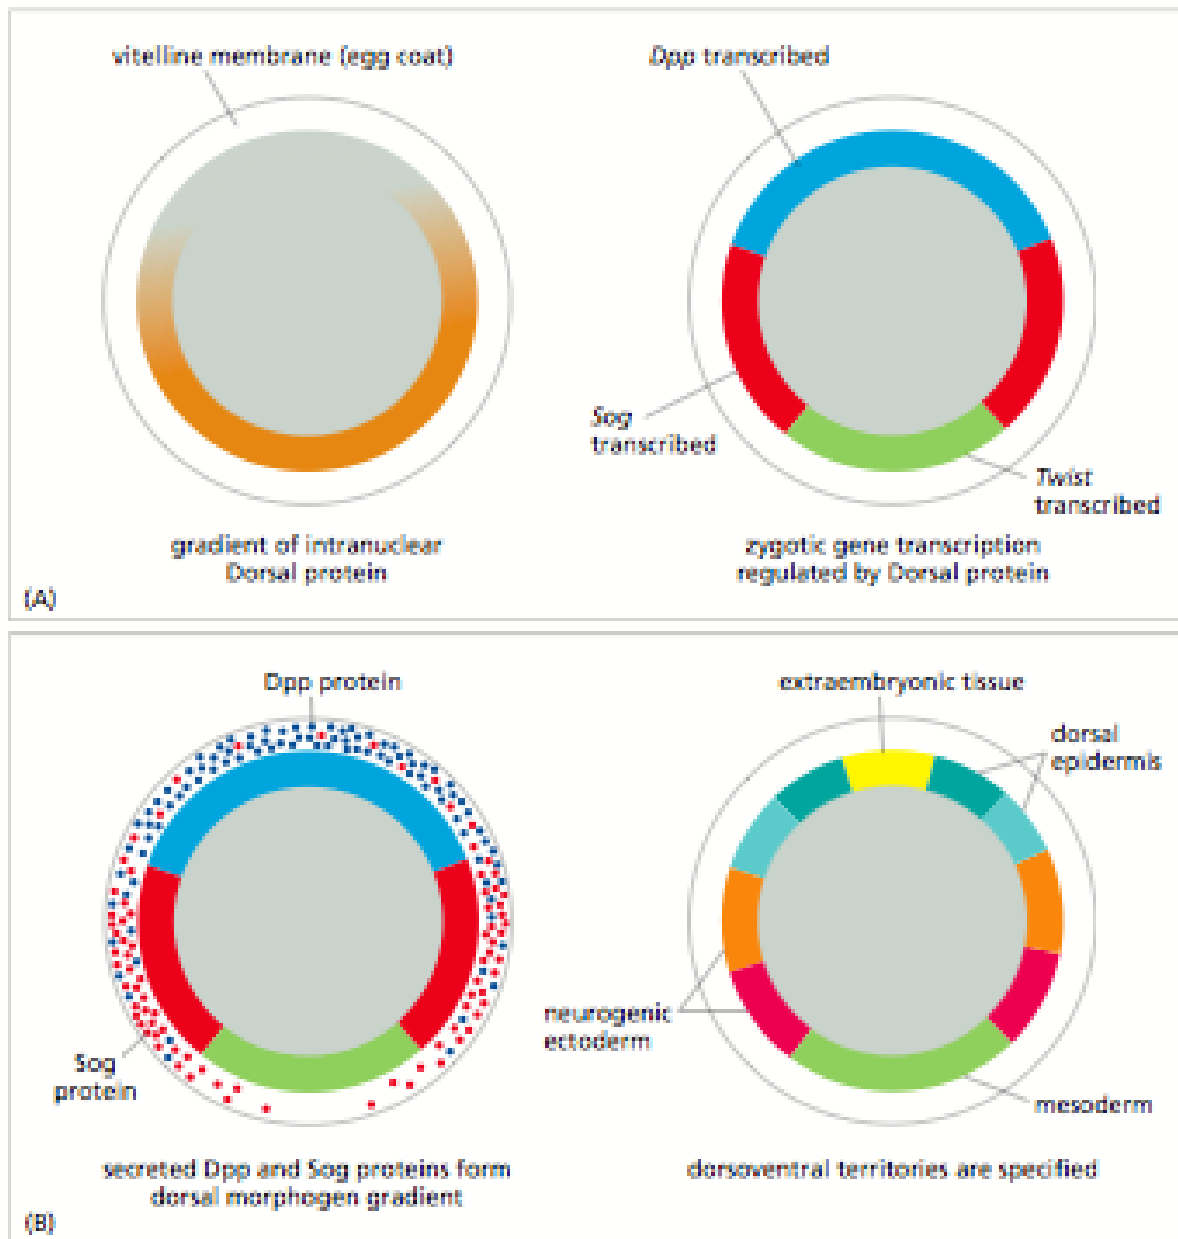 vitelline membrane (egg coat)
Dpp transcribed
Sog
transcribed
Twist
transcribed
gradient of intranuclear
Dorsal protein
zygotic gene transcription
regulated by Dorsal protein
(A)
Dpp protein
extraembryonic tissue
dorsal
epidermis
neurogenic
ectoderm
Sog
protein
mesoderm
secreted Dpp and Sog proteins form
dorsal morphogen gradient
dorsoventral territories are specified
(B)